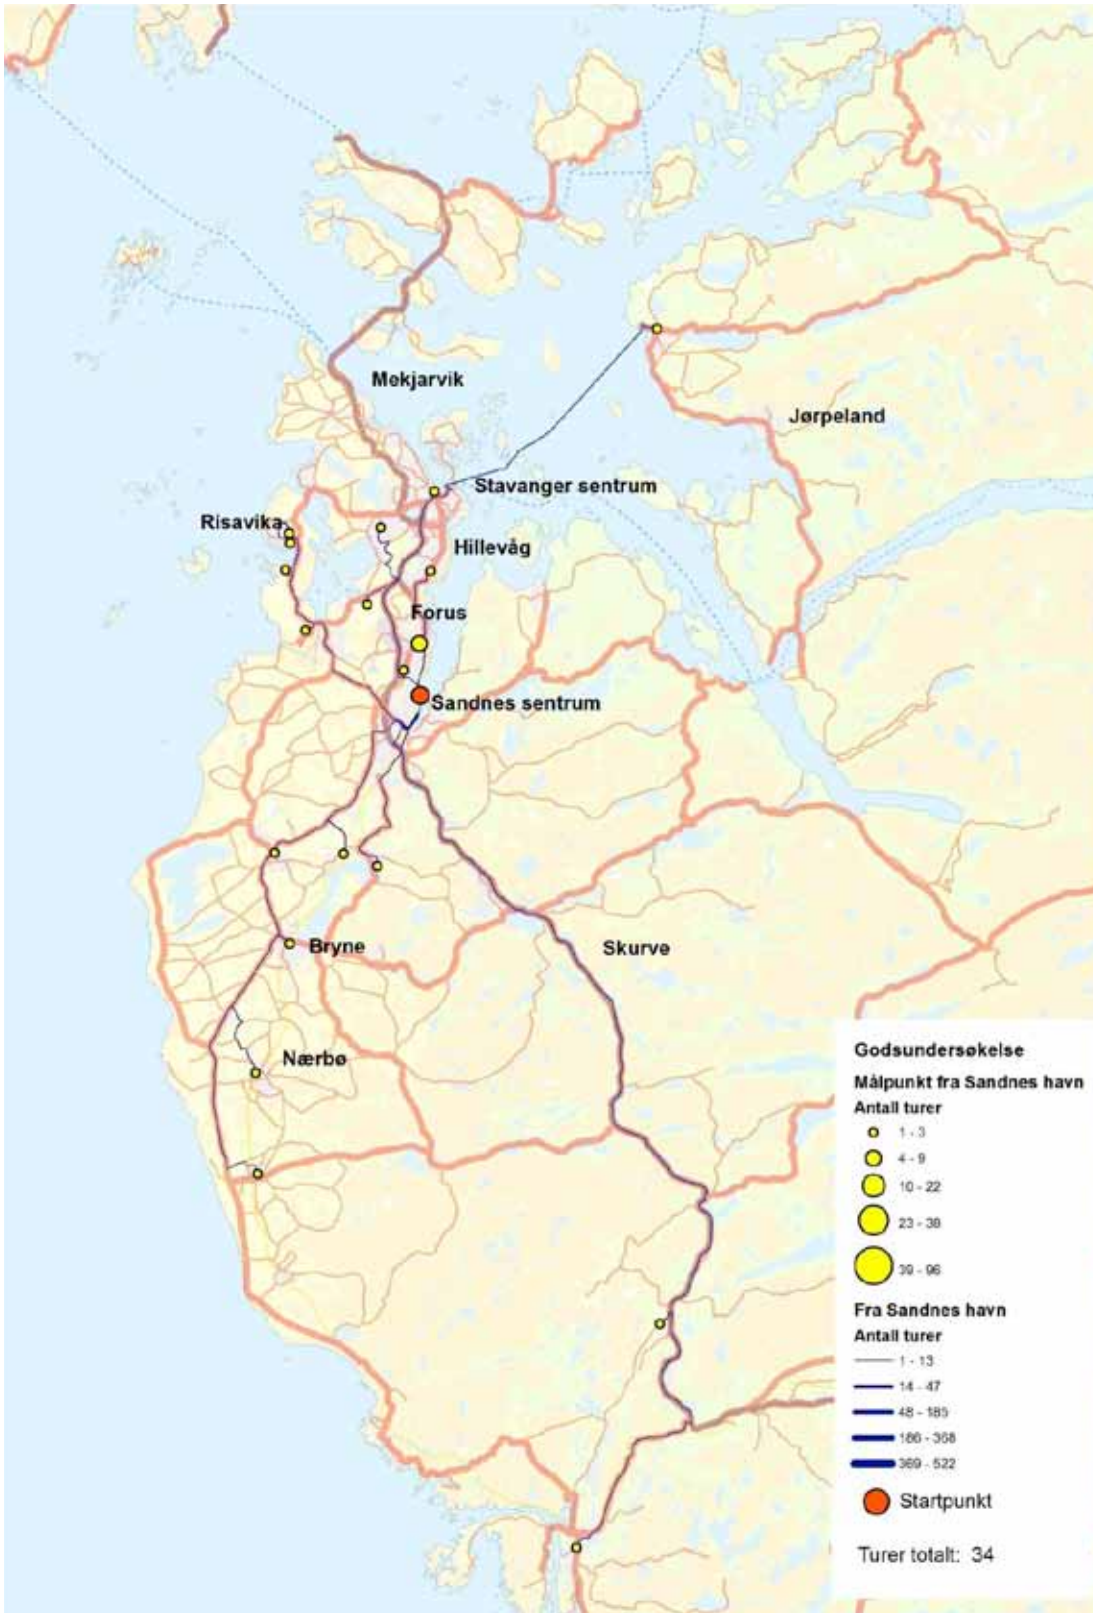 Mekjarvik
Jørpeland
Stavanger sentrum
Risavika
Hillevåg
Forus
Sandnes sentrum
Bryne
Skurve
Nærbø
Godsundersøkelse
Målpunkt fra Sandnes havn
Antall turer
1 - 3
4 - 9
10 - 22
23 - 38
39 - 96
Fra Sandnes havn
Antall turer
1 - 13
14 - 47
48 - 185
186 - 368
369 - 522
Startpunkt
Turer totalt: 34